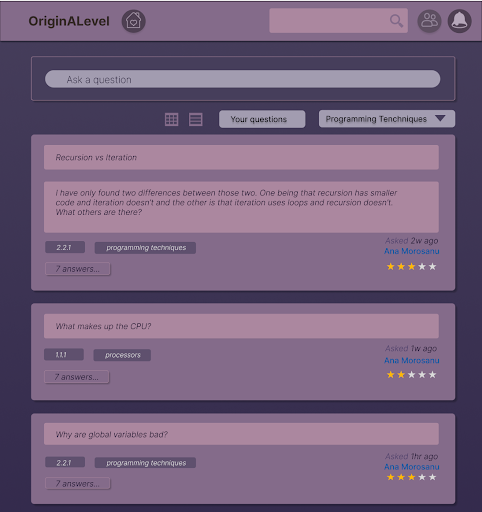 OriginALevel
Ask a question
Your questions
Programming Tenchniques
Recursion vs Iteration
I have only found two differences between those two. One being that recursion has smaller
code and iteration doesn't and the other is that iteration uses loops and recursion doesn't.
What others are there?
2.2.1 programming techniques
Asked 2w ago
Ana Morosanu
7 answers...
What makes up the CPU?
1.1.1 processors
Asked 1w ago
Ana Morosanu
7 answers...
Why are global variables bad?
2.2.1 programming techniques
Asked 1hr ago
Ana Morosanu
7 answers...